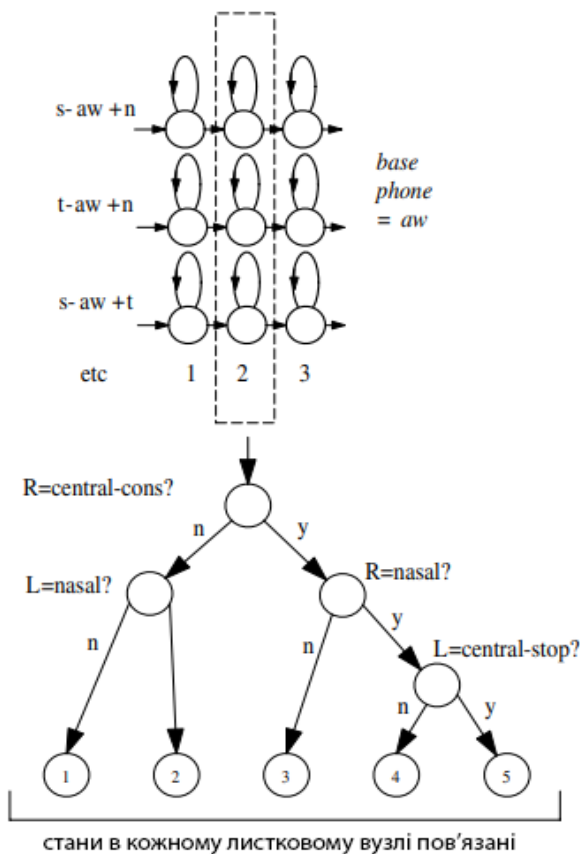 s- aw +n
base
phone
= aw
t-aw +n
s- aw +t
etc 1 2 3
R=central-cons?
n y
L=nasal? R=nasal?
n n y
L=central-stop?
n y
1 2 3 4 5
стани в кожному листковому вузлі пов’язані